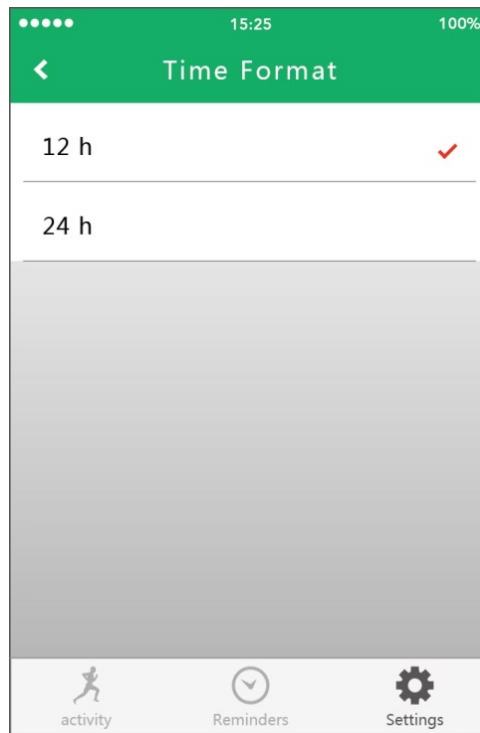 15:25
100%
Time Format
12 h
24 h
activity
Reminders
Settings